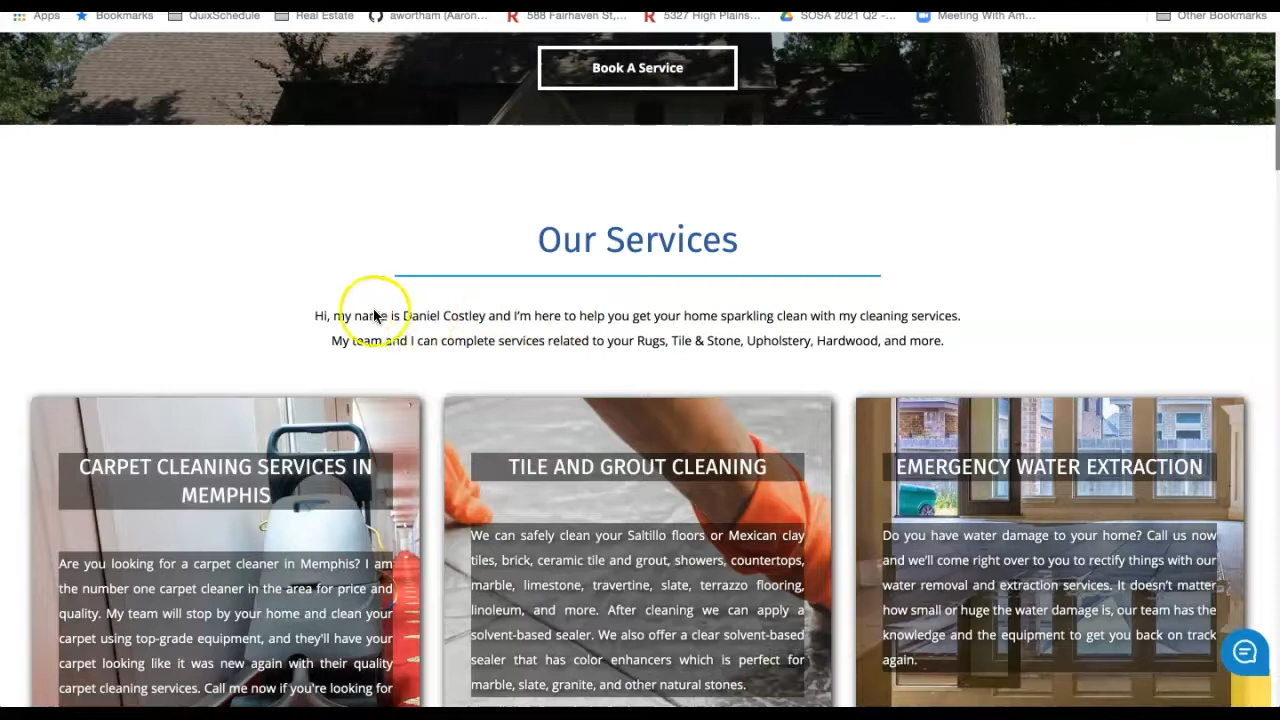 Apps Bookmarks QuixSchedule Real Estate awortham (Aaron... 588 Fairhaven St,... 5327 High Plains... SOSA 2021 Q2 -... Meeting With Am... Other Bookmarks
Book A Service
Our Services
Hi, my name is Daniel Costley and I'm here to help you get your home sparkling clean with my cleaning services.
My team and I can complete services related to your Rugs, Tile & Stone, Upholstery, Hardwood, and more.
CARPET CLEANING SERVICES IN
MEMPHIS
Are you looking for a carpet cleaner in Memphis? I am
the number one carpet cleaner in the area for price and
quality. My team will stop by your home and clean your
carpet using top-grade equipment, and they'll have your
carpet looking like it was new again with their quality
carpet cleaning services. Call me now if you're looking for
TILE AND GROUT CLEANING
We can safely clean your Saltillo floors or Mexican clay
tiles, brick, ceramic tile and grout, showers, countertops,
marble, limestone, travertine, slate, terrazzo flooring,
linoleum, and more. After cleaning we can apply a
solvent-based sealer. We also offer a clear solvent-based
sealer that has color enhancers which is perfect for
marble, slate, granite, and other natural stones.
EMERGENCY WATER EXTRACTION
Do you have water damage to your home? Call us now
and we'll come right over to you to rectify things with our
water removal and extraction services. It doesn't matter
how small or huge the water damage is, our team has the
knowledge and the equipment to get you back on track
again.